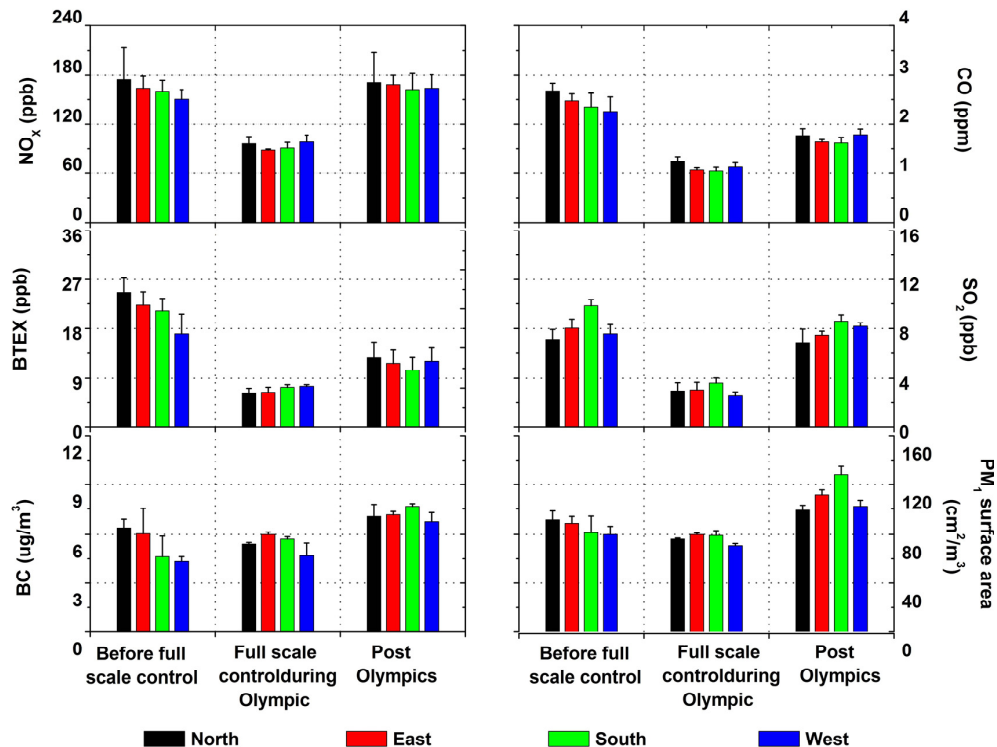 240
180
120
60
0
NOX (ppb)
4
3
2
1
0
CO (ppm)
36
27
18
9
0
BTEX (ppb)
16
12
8
4
0
SO2 (ppb)
12
9
6
3
0
BC (ug/m3)
160
120
80
40
0
PM1 surface area
(cm2/m3)
Before full
scale control
Full scale
controlduring
Olympic
Post
Olympics
Before full
scale control
Full scale
controlduring
Olympic
Post
Olympics
North
East
South
West